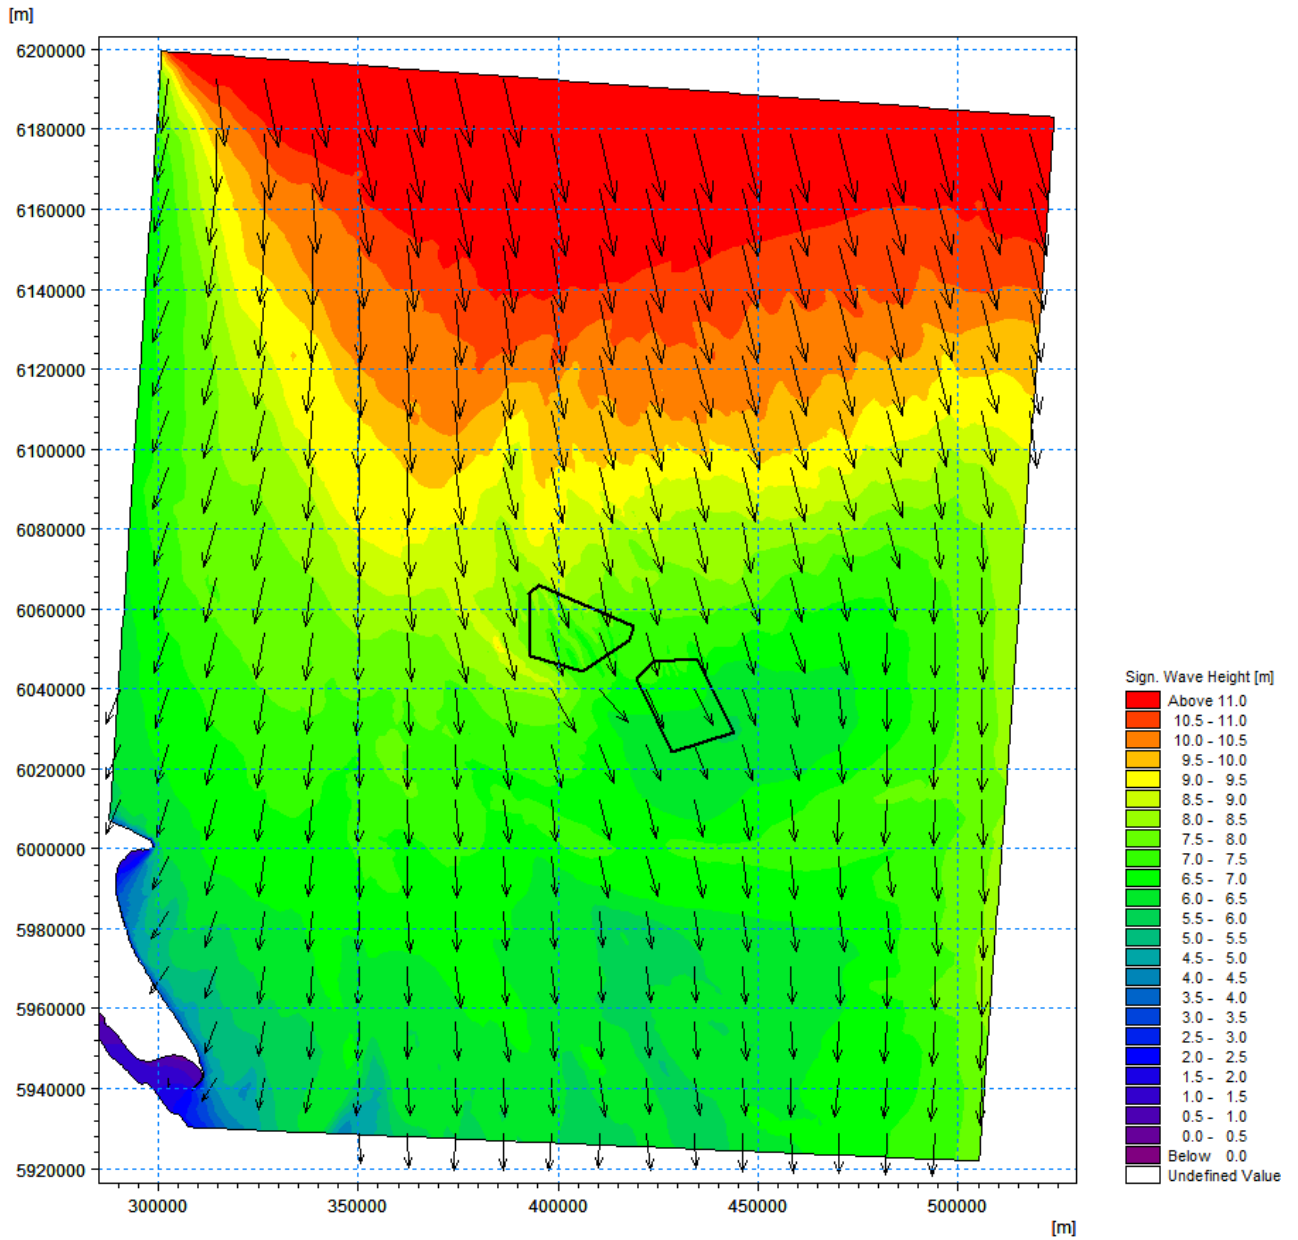 [m]
6200000
6180000
6160000
6140000
6120000
6100000
6080000
6060000
6040000
6020000
6000000
5980000
5960000
5940000
5920000
300000 350000 400000 450000 500000
[m]
Sign. Wave Height [m]
Above 11.0
10.5 - 11.0
10.0 - 10.5
9.5 - 10.0
9.0 - 9.5
8.5 - 9.0
8.0 - 8.5
7.5 - 8.0
7.0 - 7.5
6.5 - 7.0
6.0 - 6.5
5.5 - 6.0
5.0 - 5.5
4.5 - 5.0
4.0 - 4.5
3.5 - 4.0
3.0 - 3.5
2.5 - 3.0
2.0 - 2.5
1.5 - 2.0
1.0 - 1.5
0.5 - 1.0
0.0 - 0.5
Below 0.0
Undefined Value